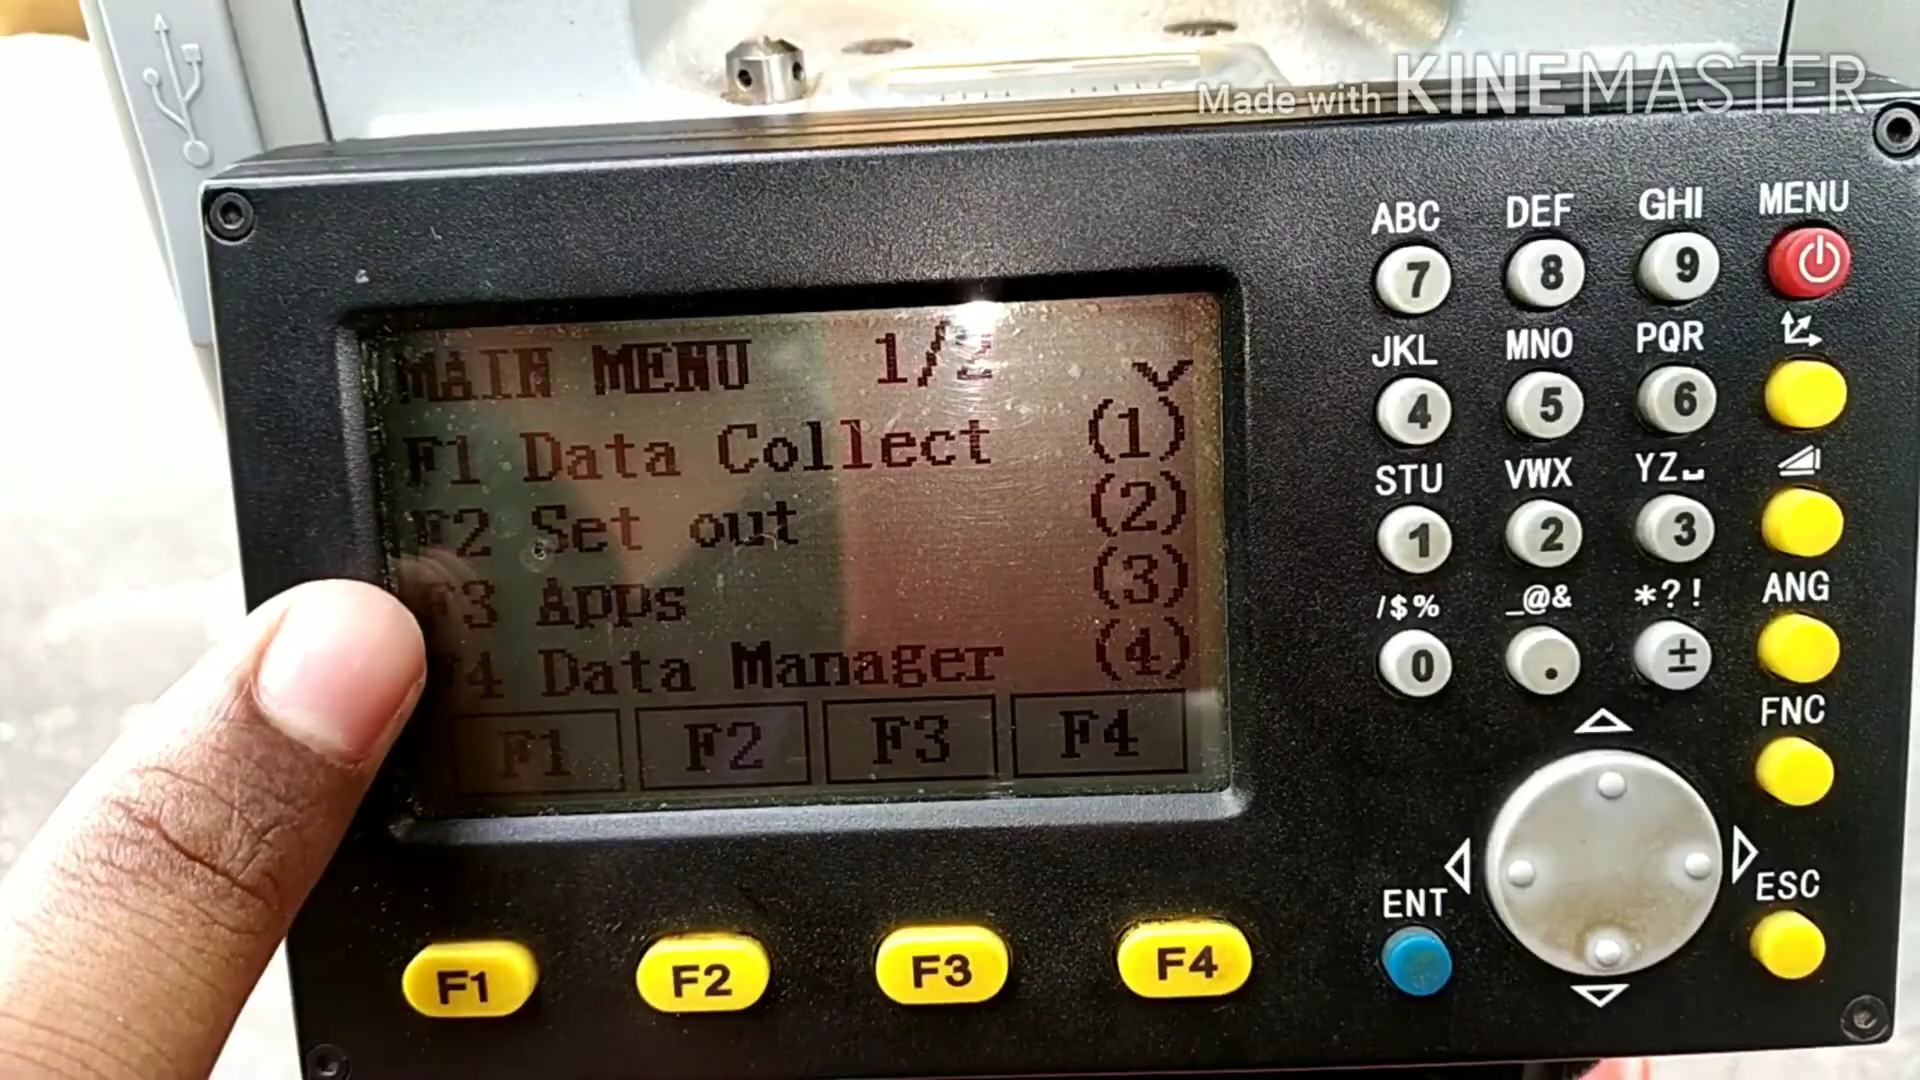 Made with KINEMASTER
MAIN MENU 1/2
F1 Data Collect (1)
F2 Set out (2)
F3 Apps (3)
F4 Data Manager (4)
F1 F2 F3 F4
F1 F2 F3 F4
ABC DEF GHI MENU
7 8 9
JKL MNO PQR
4 5 6
STU VWX YZ␣
1 2 3
/$% _@& *?! ANG
0 . ±
FNC
ENT ESC